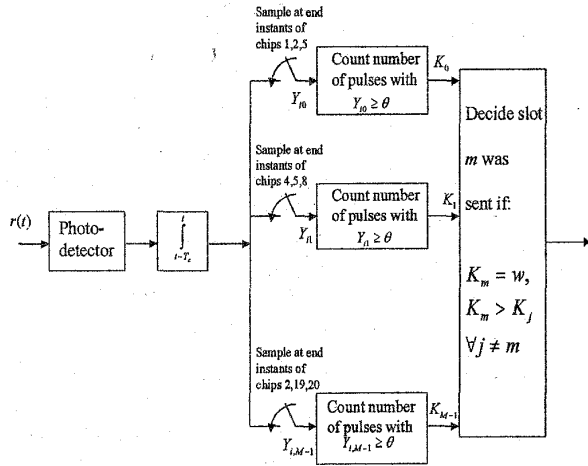 Sample at end
instants of
chips 1,2,5
Y_{i0}
Count number
of pulses with
Y_{i0} ≥ θ
K_0
Sample at end
instants of
chips 4,5,8
Y_{i1}
Count number
of pulses with
Y_{i1} ≥ θ
K_1
r(t)
Photo-
detector
∫_{t-T_c}^{t}
Sample at end
instants of
chips 2,19,20
Y_{i,M-1}
Count number
of pulses with
Y_{i,M-1} ≥ θ
K_{M-1}
Decide slot
m was
sent if:
K_m = w,
K_m > K_j
∀j ≠ m